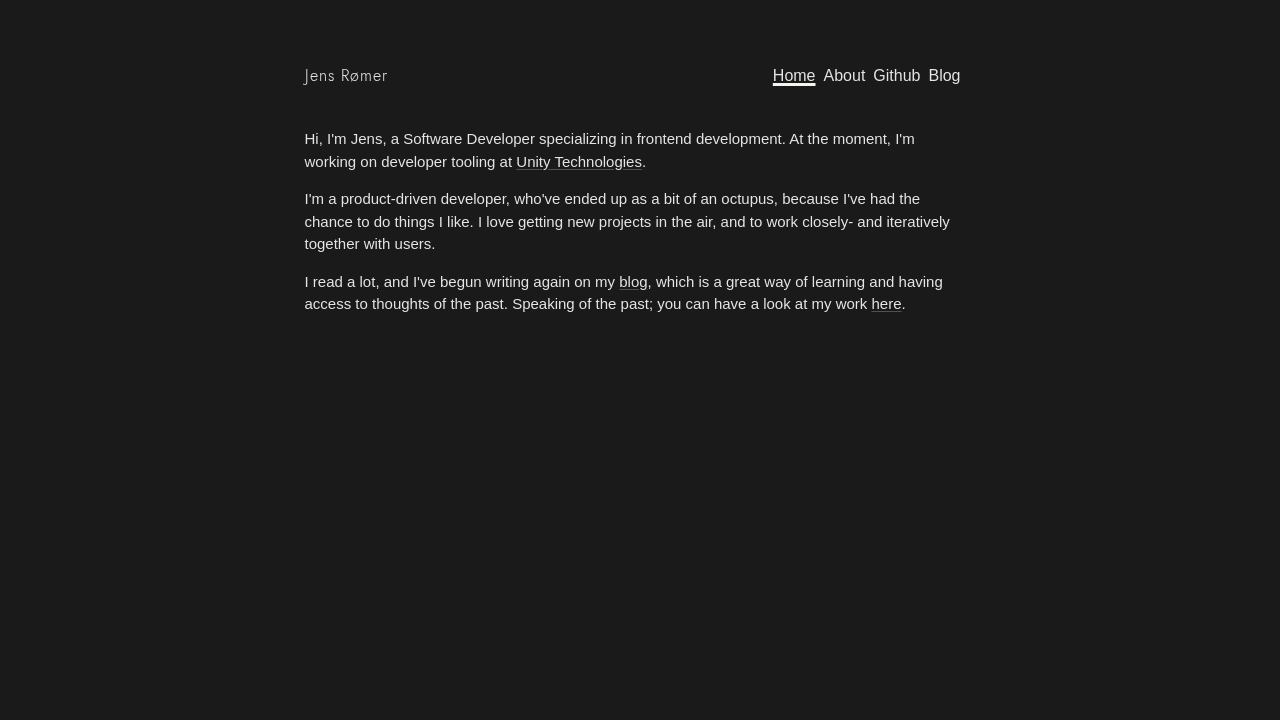 Jens Rømer
Home About Github Blog
Hi, I'm Jens, a Software Developer specializing in frontend development. At the moment, I'm
working on developer tooling at Unity Technologies.
I'm a product-driven developer, who've ended up as a bit of an octupus, because I've had the
chance to do things I like. I love getting new projects in the air, and to work closely- and iteratively
together with users.
I read a lot, and I've begun writing again on my blog, which is a great way of learning and having
access to thoughts of the past. Speaking of the past; you can have a look at my work here.